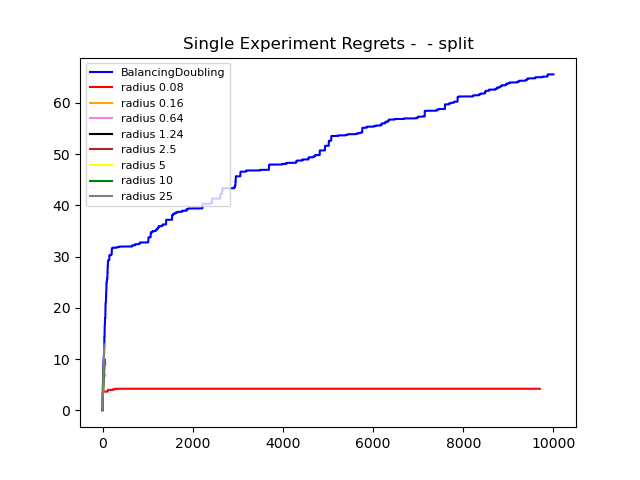 Single Experiment Regrets -  - split
BalancingDoubling
radius 0.08
radius 0.16
radius 0.64
radius 1.24
radius 2.5
radius 5
radius 10
radius 25
60
50
40
30
20
10
0
0 2000 4000 6000 8000 10000